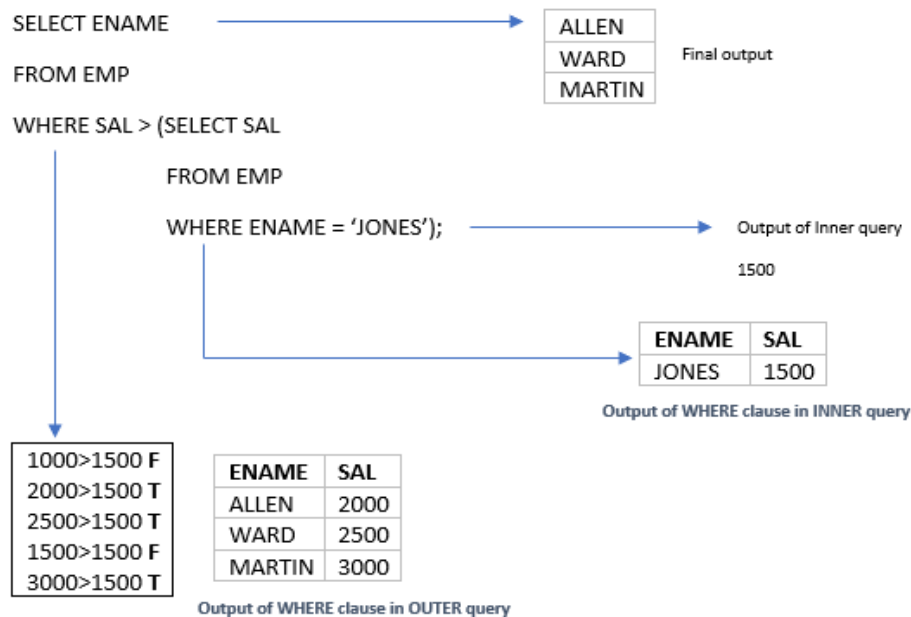 SELECT ENAME
ALLEN
WARD
MARTIN
Final output
FROM EMP
WHERE SAL > (SELECT SAL
FROM EMP
WHERE ENAME = ‘JONES’);
Output of Inner query
1500
ENAME SAL
JONES 1500
Output of WHERE clause in INNER query
1000>1500 F
2000>1500 T
2500>1500 T
1500>1500 F
3000>1500 T
ENAME SAL
ALLEN 2000
WARD 2500
MARTIN 3000
Output of WHERE clause in OUTER query